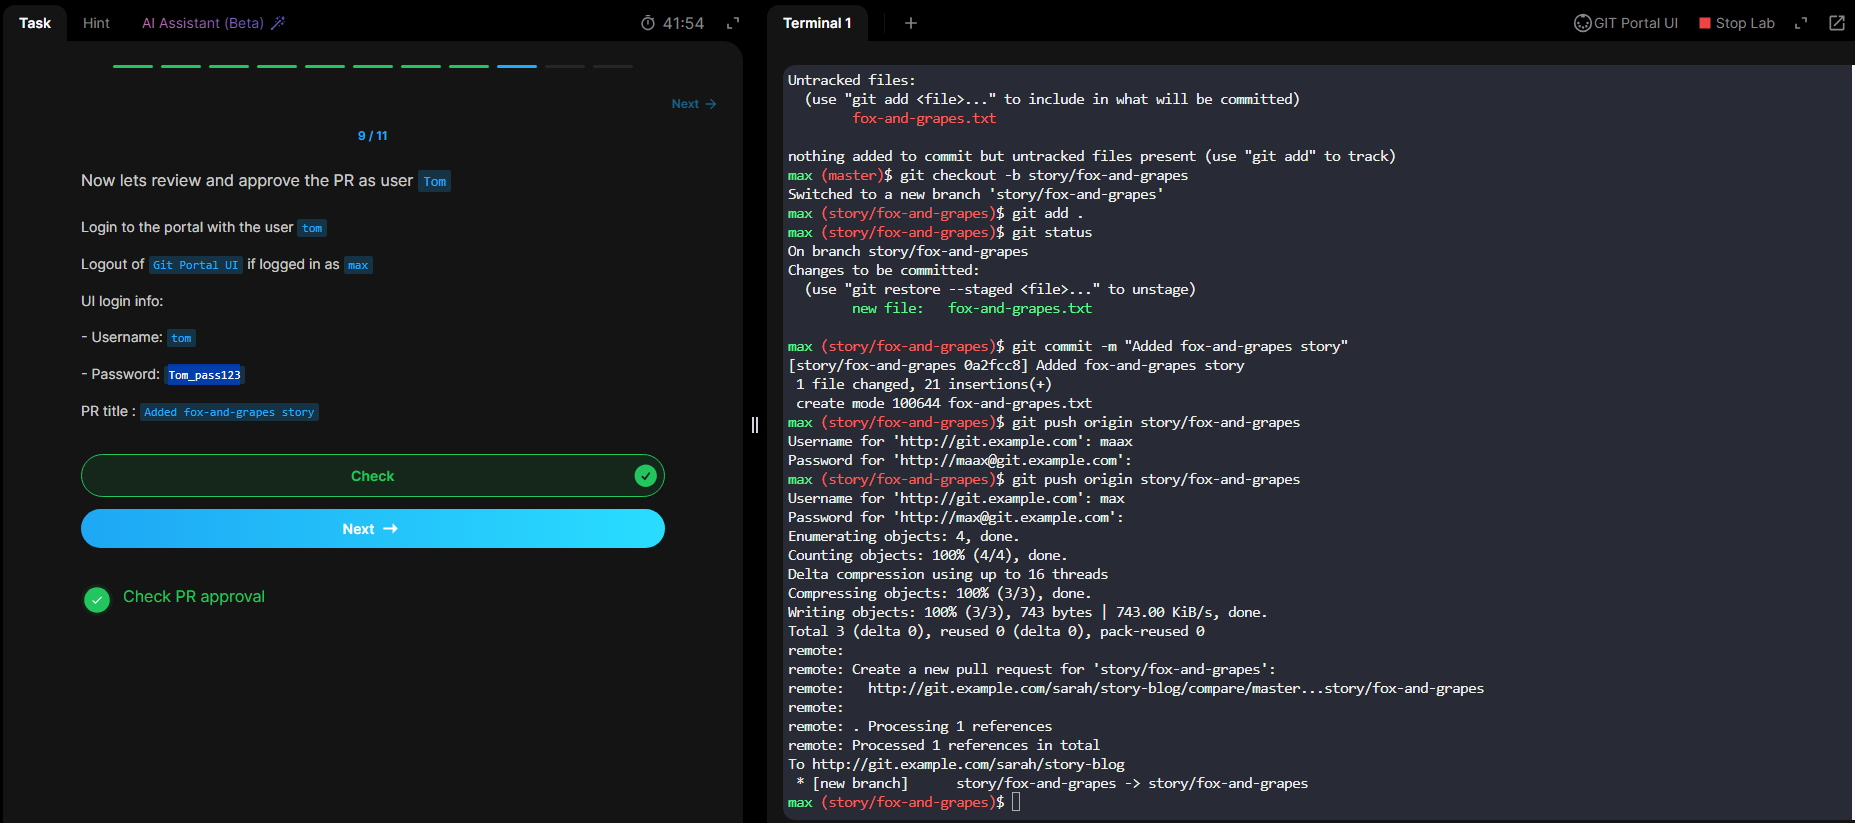 Task
Hint
AI Assistant (Beta)
41:54
Next →
9 / 11
Now lets review and approve the PR as user Tom
Login to the portal with the user tom
Logout of Git Portal UI if logged in as max
UI login info:
- Username: tom
- Password: Tom_pass123
PR title : Added fox-and-grapes story
Check
Next →
Check PR approval
Terminal 1
+
GIT Portal UI
Stop Lab
Untracked files:
(use "git add <file>..." to include in what will be committed)
fox-and-grapes.txt
nothing added to commit but untracked files present (use "git add" to track)
max (master)$ git checkout -b story/fox-and-grapes
Switched to a new branch 'story/fox-and-grapes'
max (story/fox-and-grapes)$ git add .
max (story/fox-and-grapes)$ git status
On branch story/fox-and-grapes
Changes to be committed:
(use "git restore --staged <file>..." to unstage)
new file:   fox-and-grapes.txt
max (story/fox-and-grapes)$ git commit -m "Added fox-and-grapes story"
[story/fox-and-grapes 0a2fcc8] Added fox-and-grapes story
1 file changed, 21 insertions(+)
create mode 100644 fox-and-grapes.txt
max (story/fox-and-grapes)$ git push origin story/fox-and-grapes
Username for 'http://git.example.com': maax
Password for 'http://maax@git.example.com':
max (story/fox-and-grapes)$ git push origin story/fox-and-grapes
Username for 'http://git.example.com': max
Password for 'http://max@git.example.com':
Enumerating objects: 4, done.
Counting objects: 100% (4/4), done.
Delta compression using up to 16 threads
Compressing objects: 100% (3/3), done.
Writing objects: 100% (3/3), 743 bytes | 743.00 KiB/s, done.
Total 3 (delta 0), reused 0 (delta 0), pack-reused 0
remote:
remote: Create a new pull request for 'story/fox-and-grapes':
remote:   http://git.example.com/sarah/story-blog/compare/master...story/fox-and-grapes
remote:
remote: . Processing 1 references
remote: Processed 1 references in total
To http://git.example.com/sarah/story-blog
* [new branch]      story/fox-and-grapes -> story/fox-and-grapes
max (story/fox-and-grapes)$